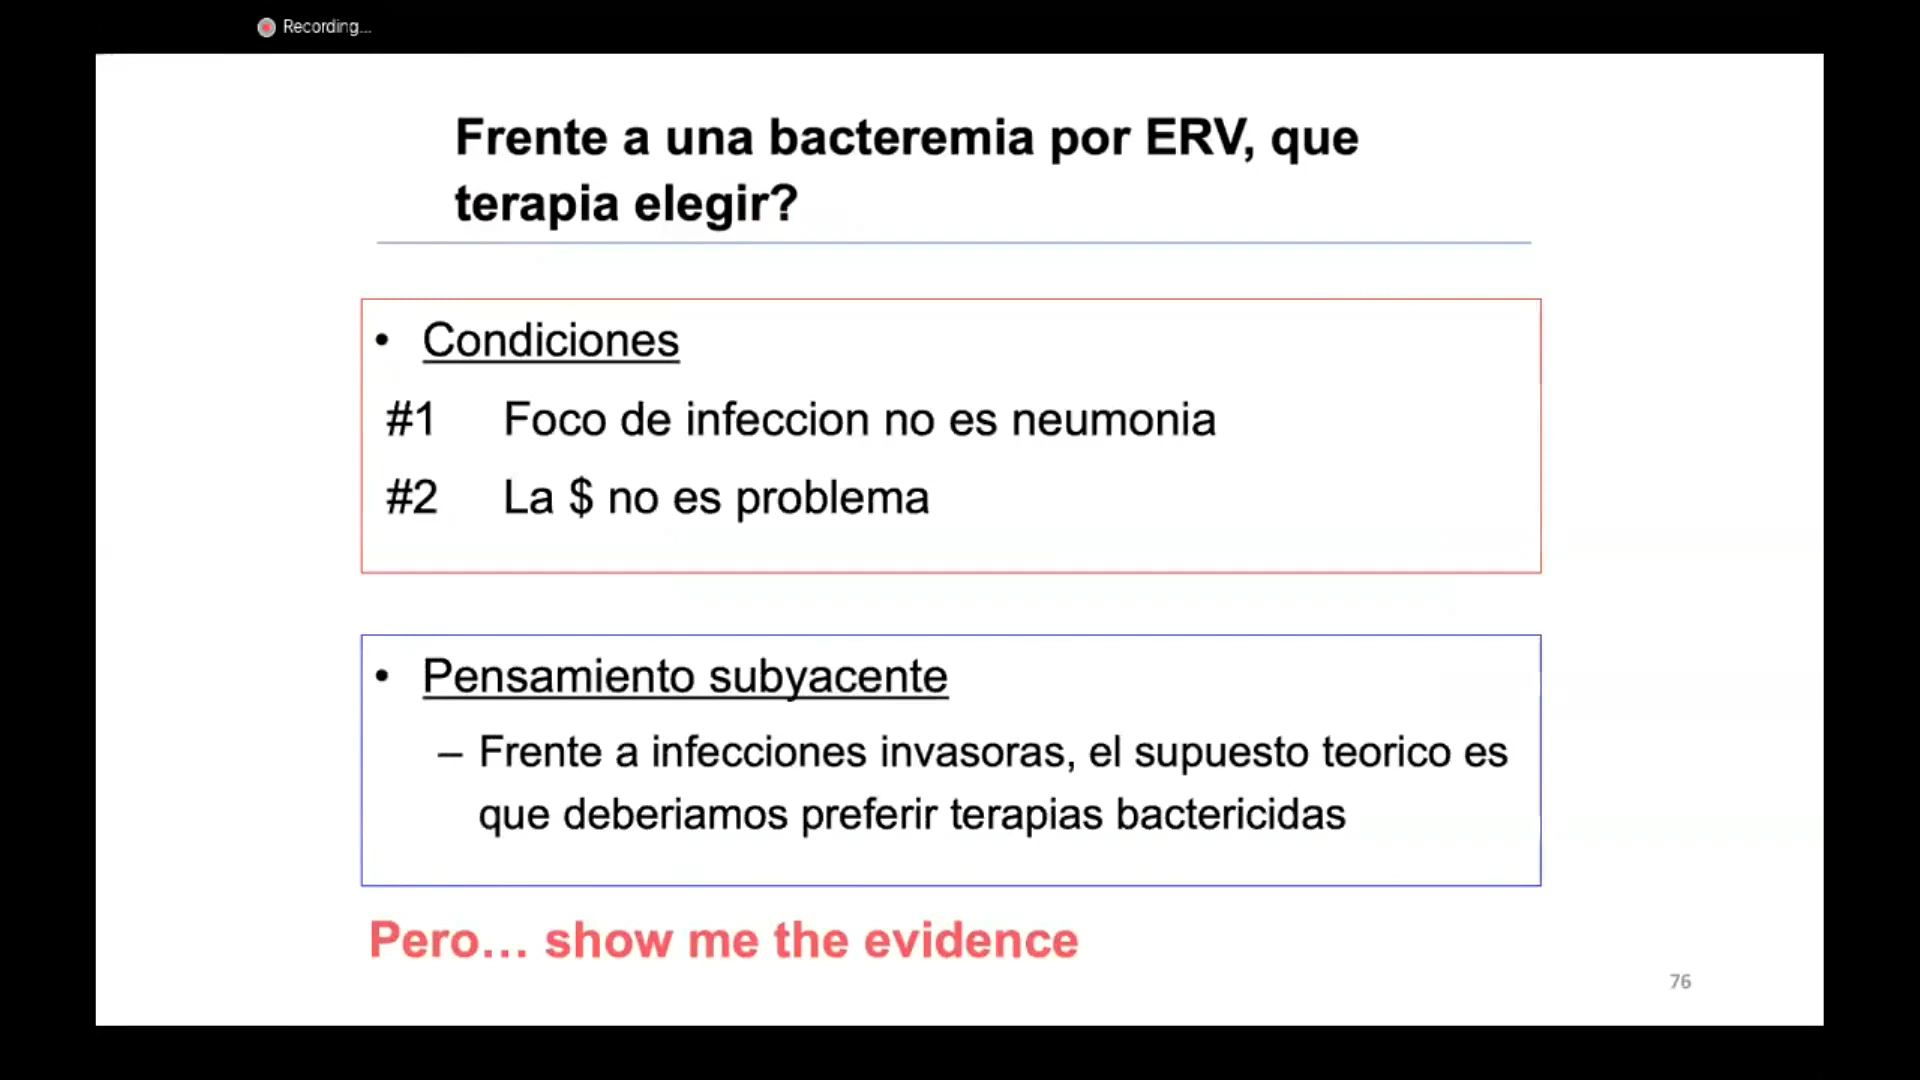 Recording...
Frente a una bacteremia por ERV, que
terapia elegir?
• Condiciones
#1 Foco de infeccion no es neumonia
#2 La $ no es problema
• Pensamiento subyacente
– Frente a infecciones invasoras, el supuesto teorico es
que deberiamos preferir terapias bactericidas
Pero... show me the evidence
76